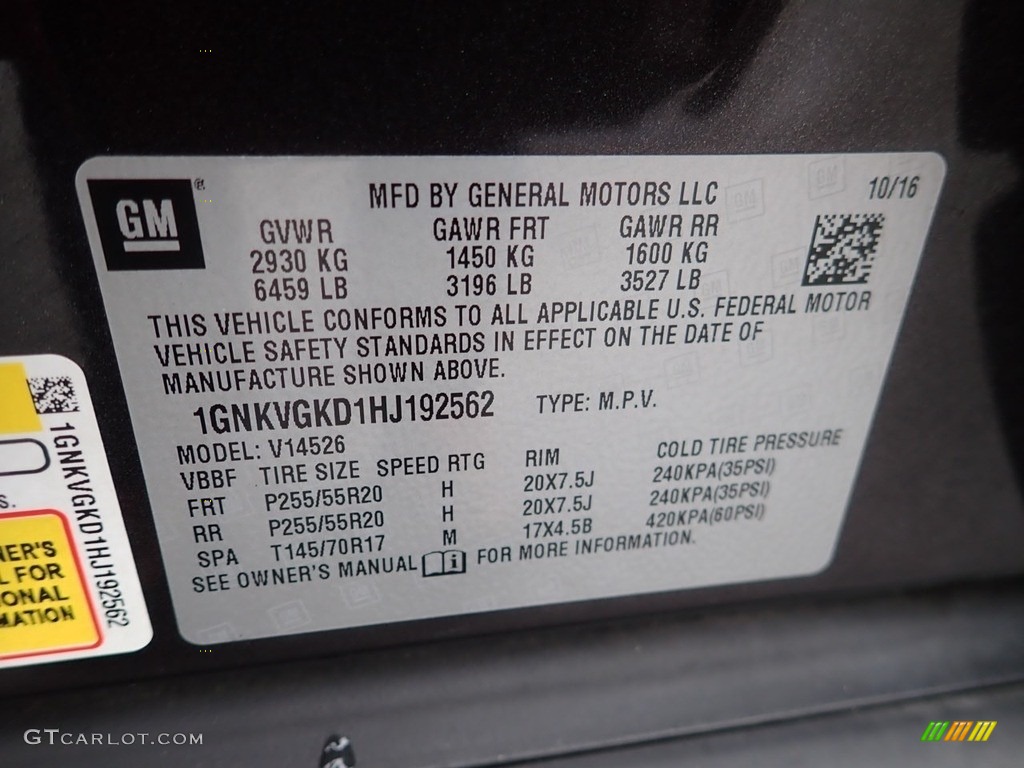 GM ®
MFD BY GENERAL MOTORS LLC 10/16
GVWR GAWR FRT GAWR RR
2930 KG 1450 KG 1600 KG
6459 LB 3196 LB 3527 LB
THIS VEHICLE CONFORMS TO ALL APPLICABLE U.S. FEDERAL MOTOR
VEHICLE SAFETY STANDARDS IN EFFECT ON THE DATE OF
MANUFACTURE SHOWN ABOVE.
1GNKVGKD1HJ192562 TYPE: M.P.V.
MODEL: V14526
VBBF TIRE SIZE SPEED RTG RIM COLD TIRE PRESSURE
FRT P255/55R20 H 20X7.5J 240KPA(35PSI)
RR P255/55R20 H 20X7.5J 240KPA(35PSI)
SPA T145/70R17 M 17X4.5B 420KPA(60PSI)
SEE OWNER'S MANUAL i FOR MORE INFORMATION.
1GNKVGKD1HJ192562
S.
NER'S
L FOR
IONAL
MATION
GTCARLOT.COM